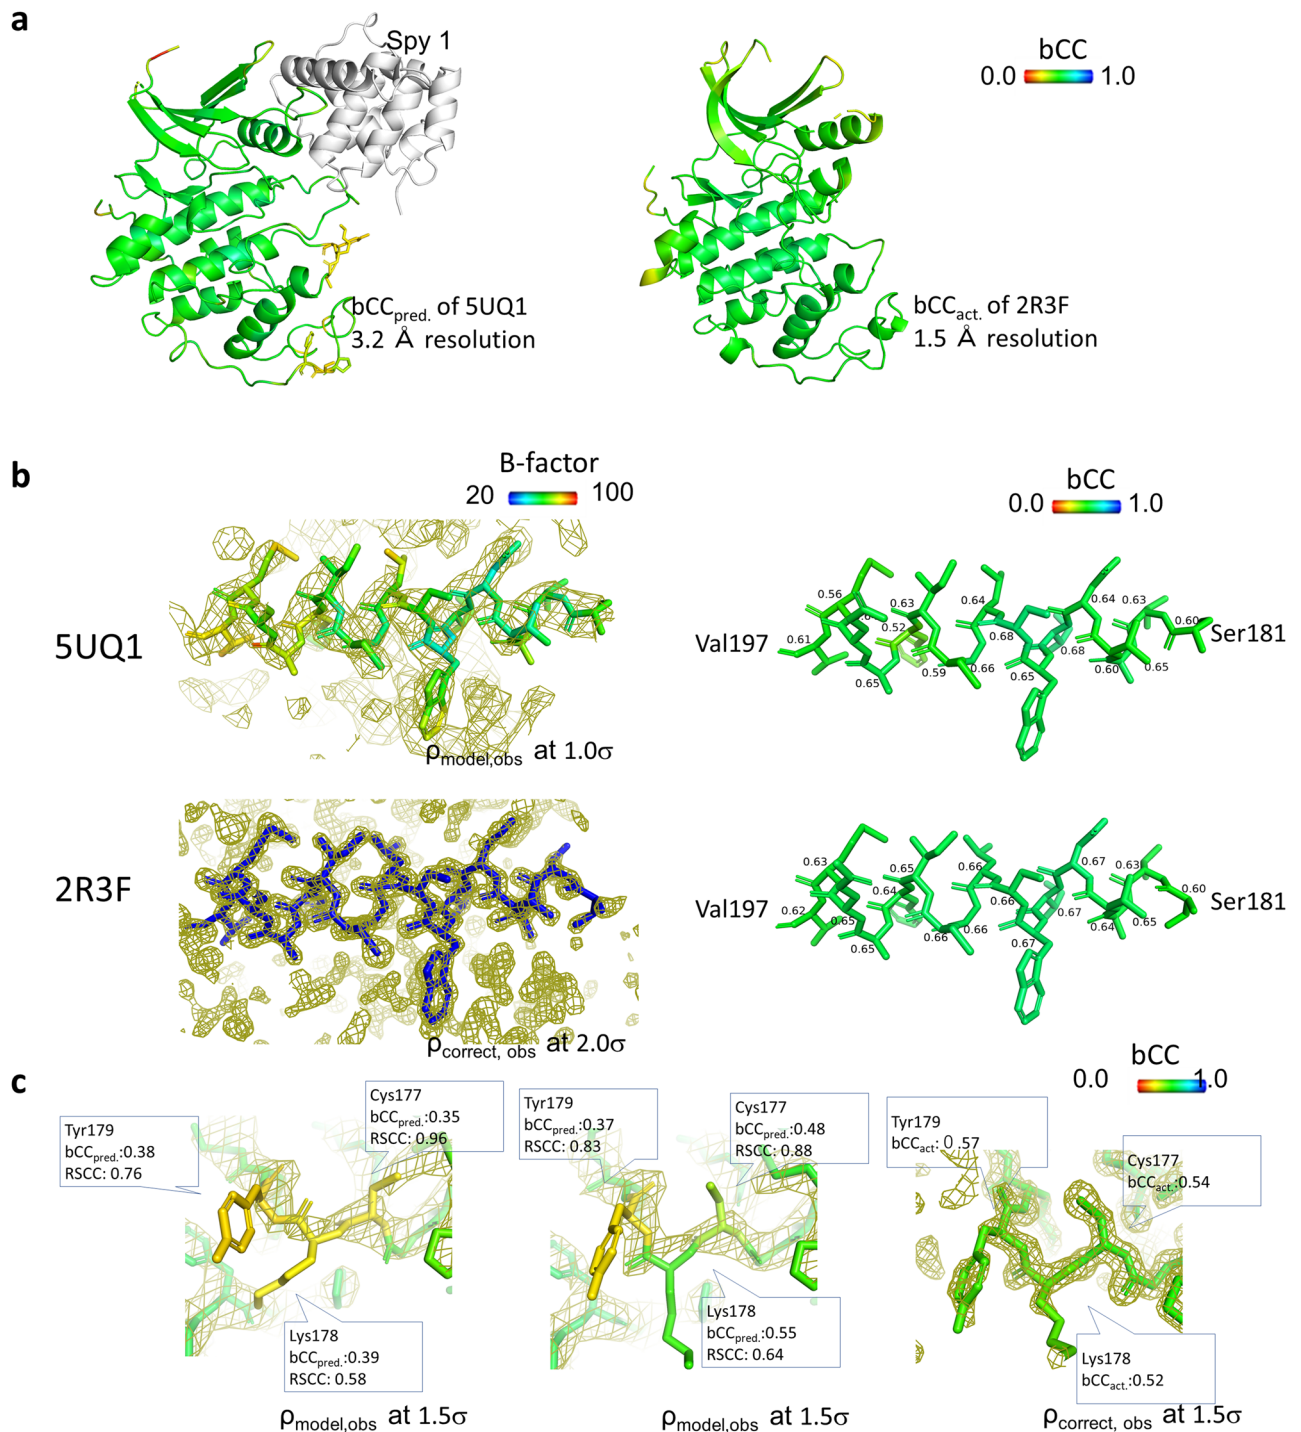 a
Spy 1
bCC
0.0 1.0
bCCpred. of 5UQ1
3.2 Å resolution
bCCact. of 2R3F
1.5 Å resolution
b
B-factor
20 100
bCC
0.0 1.0
5UQ1
ρmodel,obs at 1.0σ
0.56
0.63
0.64
0.64
0.63
0.60
0.52
0.61
0.68
0.68
Val197
Ser181
0.65
0.59
0.66
0.65
0.60
0.65
2R3F
ρcorrect, obs at 2.0σ
0.63
0.65
0.66
0.67
0.63
0.60
0.64
0.62
0.65
0.66
0.67
Val197
Ser181
0.65
0.66
0.66
0.67
0.64
0.65
c
bCC
0.0 1.0
Tyr179
bCCpred.:0.38
RSCC: 0.76
Cys177
bCCpred.:0.35
RSCC: 0.96
Lys178
bCCpred.:0.39
RSCC: 0.58
ρmodel,obs at 1.5σ
Tyr179
bCCpred.:0.37
RSCC: 0.83
Cys177
bCCpred.:0.48
RSCC: 0.88
Lys178
bCCpred.:0.55
RSCC: 0.64
ρmodel,obs at 1.5σ
Tyr179
bCCact.: 0.57
Cys177
bCCact.:0.54
Lys178
bCCact.:0.52
ρcorrect, obs at 1.5σ